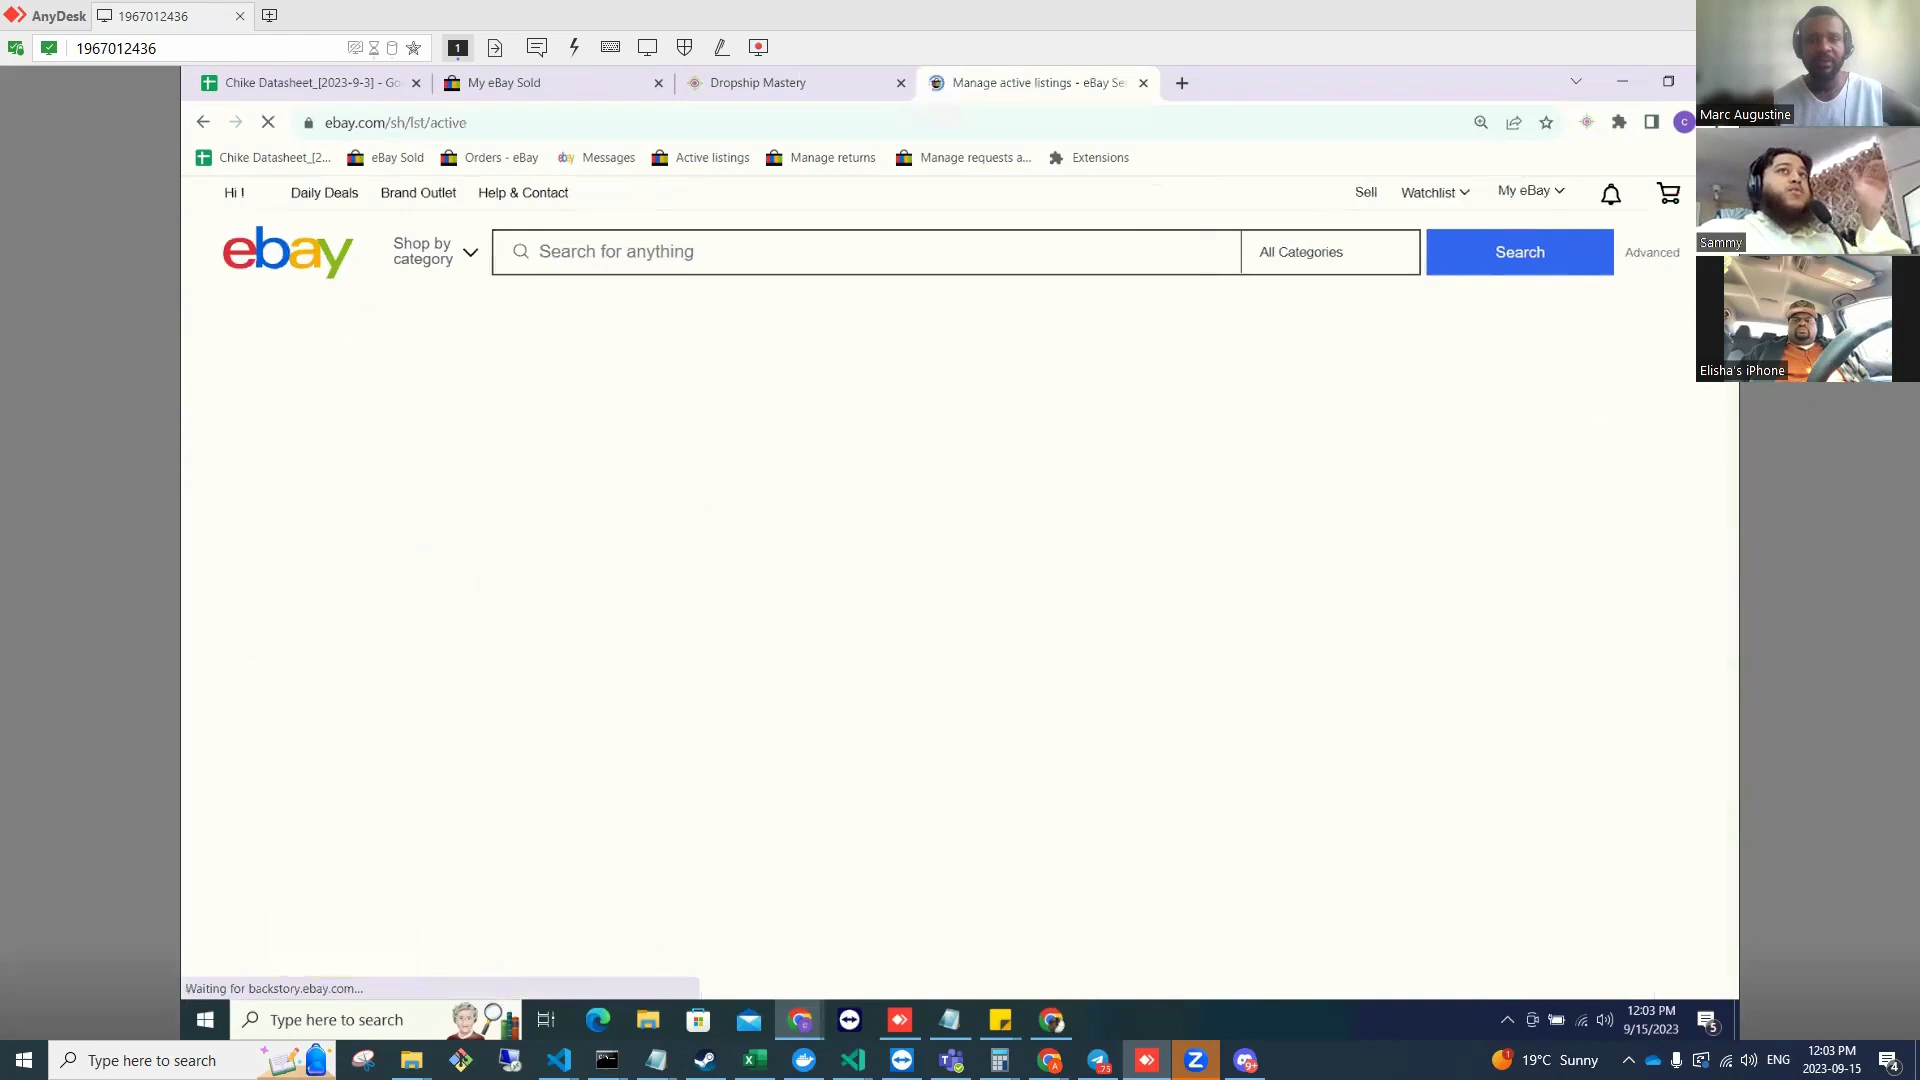 AnyDesk
1967012436
1967012436
1
Chike Datasheet_[2023-9-3] - Go
My eBay Sold
Dropship Mastery
Manage active listings - eBay Se
ebay.com/sh/lst/active
C
Chike Datasheet_[2...
eBay Sold
Orders - eBay
ebay
Messages
Active listings
Manage returns
Manage requests a...
Extensions
Hi !
Daily Deals
Brand Outlet
Help & Contact
Sell
Watchlist
My eBay
ebay
Shop by
category
Search for anything
All Categories
Search
Advanced
Marc Augustine
Sammy
Elisha's iPhone
Waiting for backstory.ebay.com...
Type here to search
12:03 PM
9/15/2023
5
Type here to search
19°C Sunny
ENG
12:03 PM
2023-09-15
4